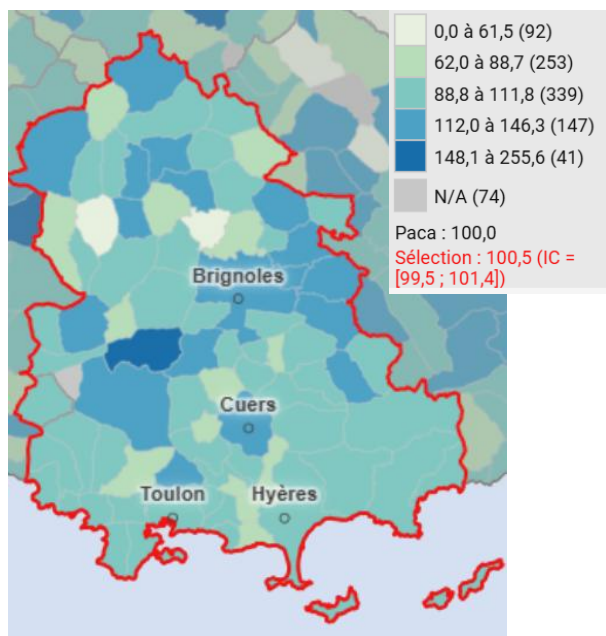 0,0 à 61,5 (92)
62,0 à 88,7 (253)
88,8 à 111,8 (339)
112,0 à 146,3 (147)
148,1 à 255,6 (41)
N/A (74)
Paca : 100,0
Sélection : 100,5 (IC =
[99,5 ; 101,4])
Brignoles
Cuers
Toulon
Hyères